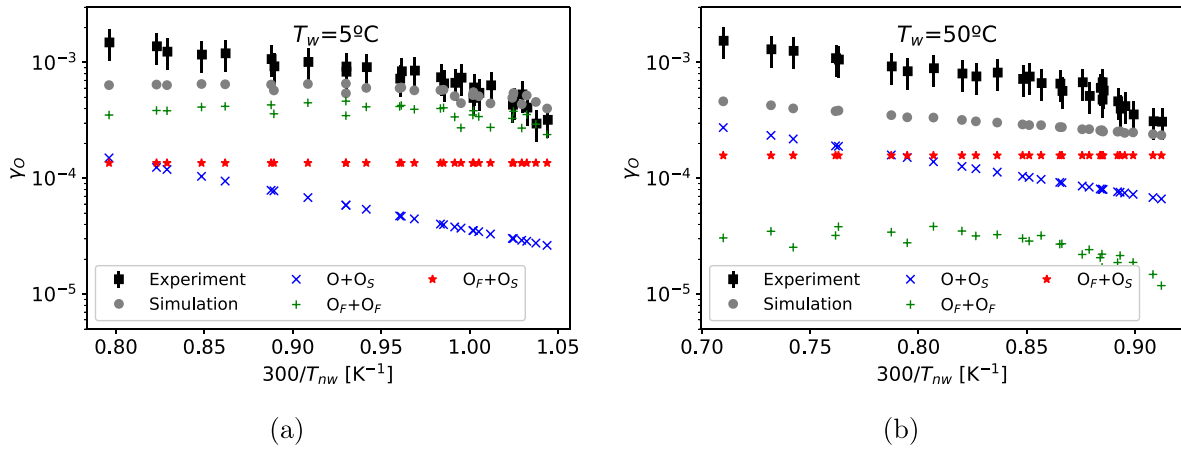 T_w=5ºC
10^−3
10^−4
10^−5
γ_O
Experiment
Simulation
O+O_S
O_F+O_F
O_F+O_S
0.80 0.85 0.90 0.95 1.00 1.05
300/T_nw [K^−1]
(a)
T_w=50ºC
10^−3
10^−4
10^−5
γ_O
Experiment
Simulation
O+O_S
O_F+O_F
O_F+O_S
0.70 0.75 0.80 0.85 0.90
300/T_nw [K^−1]
(b)